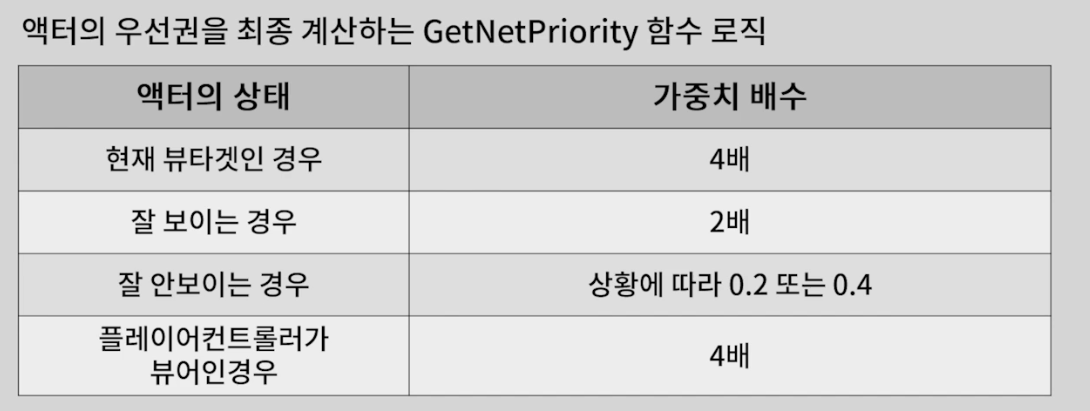 액터의 우선권을 최종 계산하는 GetNetPriority 함수 로직
액터의 상태
가중치 배수
현재 뷰타겟인 경우
4배
잘 보이는 경우
2배
잘 안보이는 경우
상황에 따라 0.2 또는 0.4
플레이어컨트롤러가
뷰어인경우
4배